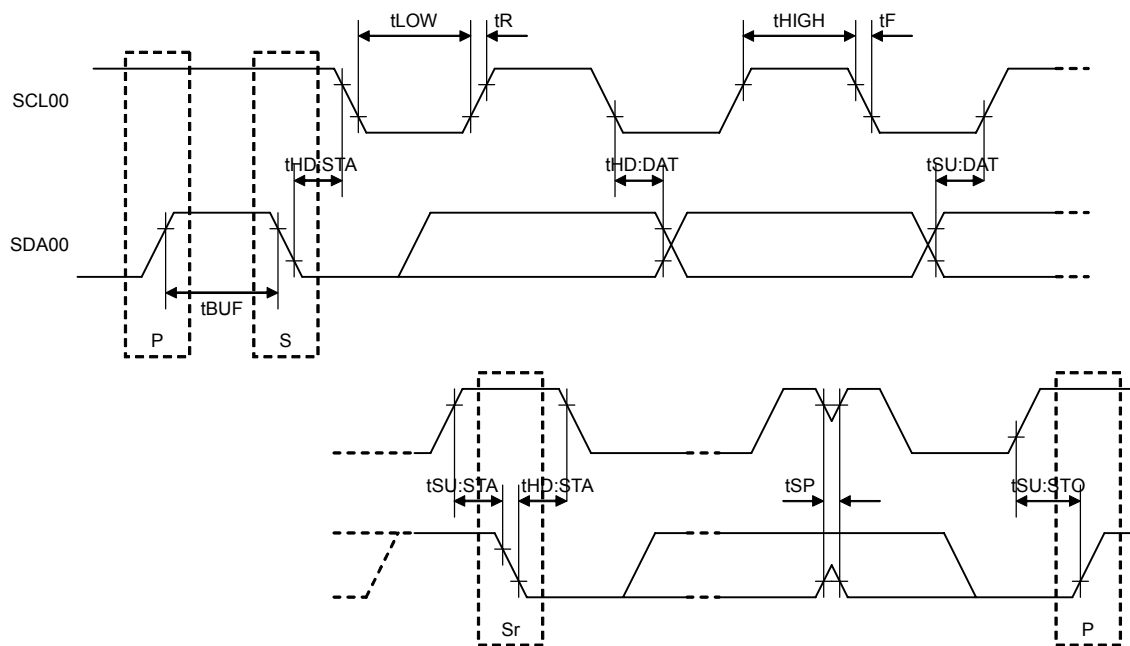 tLOW tR tHIGH tF
SCL00
tHD:STA tHD:DAT tSU:DAT
SDA00
tBUF
P S
tSU:STA tHD:STA tSP tSU:STO
Sr P